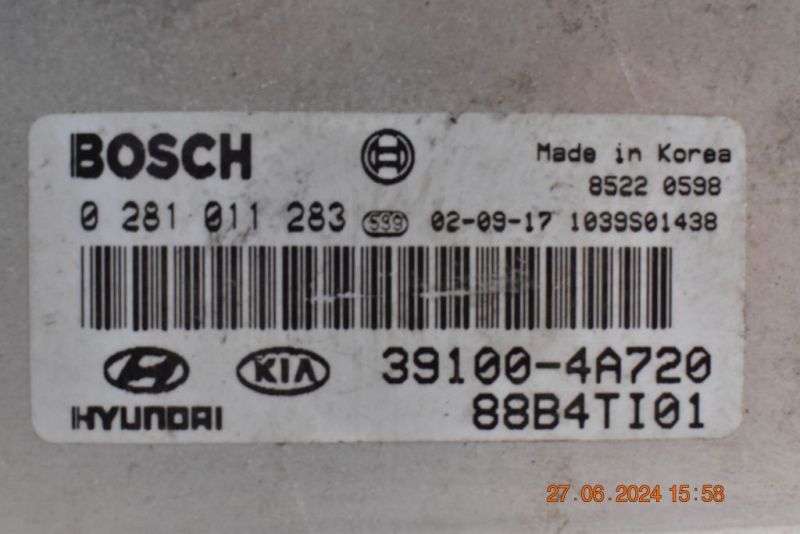 BOSCH
Made in Korea
8522 0598
0 281 011 283 599 02-09-17 1039S01438
KIA 39100-4A720
HYUNDAI 88B4TI01
27.06.2024 15:58